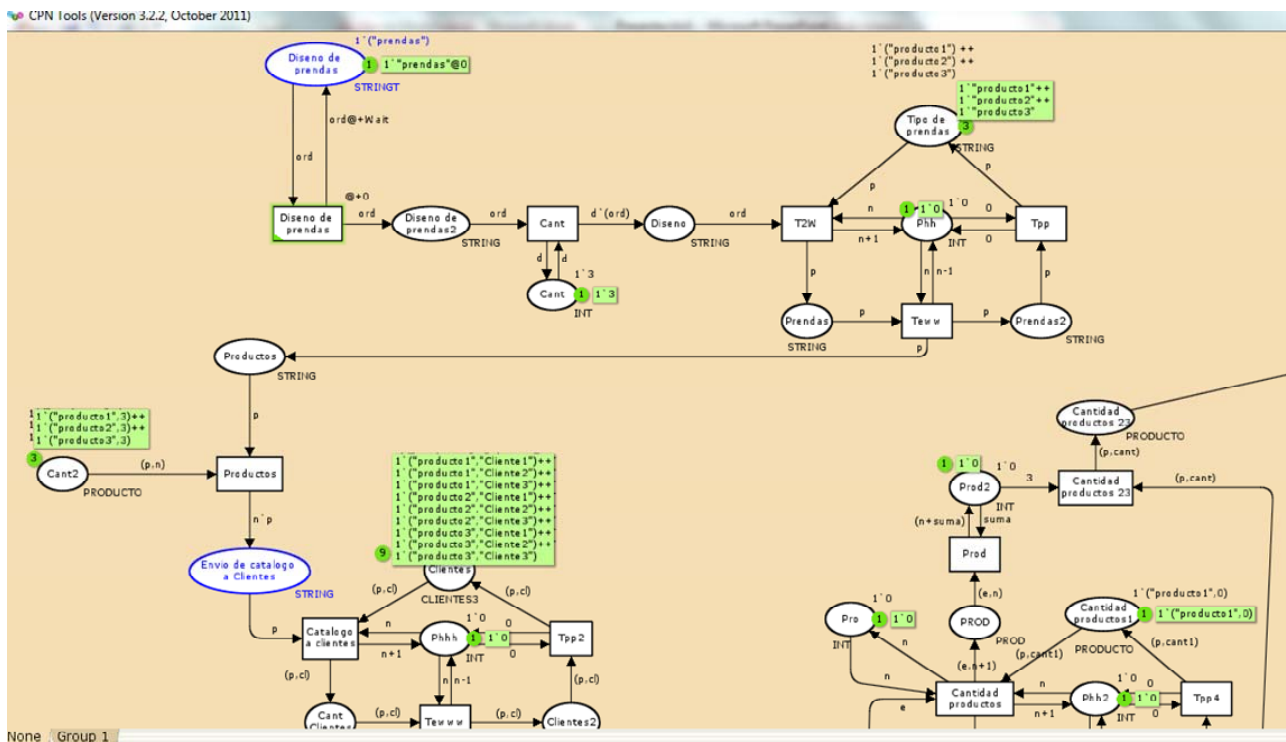 CPN Tools (Version 3.2.2, October 2011)
1`("prendas")
Diseno de
prendas
1 1`"prendas"@0
STRINGT
ord@+Wait
ord
@+0
Diseno de
prendas
ord
Diseno de
prendas2
STRING
ord
Cant
d`(ord)
Diseno
STRING
ord
d
d
1`3
Cant
1 1`3
INT
1`("producto1") ++
1`("producto2") ++
1`("producto3")
1`"producto1"++
1`"producto2"++
1`"producto3"
Tipo de
prendas
3
STRING
p
p
T2W
n
n+1
1 1`0
1`0
Phh
INT
0
0
Tpp
p
n
n-1
p
Prendas
STRING
p
Teww
p
Prendas2
STRING
p
Productos
STRING
p
1`("producto1",3)++
1`("producto2",3)++
1`("producto3",3)
3
Cant2
PRODUCTO
(p,n)
Productos
n`p
Envio de catalogo
a Clientes
STRING
p
1`("producto1","Cliente1")++
1`("producto1","Cliente2")++
1`("producto1","Cliente3")++
1`("producto2","Cliente1")++
1`("producto2","Cliente2")++
1`("producto2","Cliente3")++
1`("producto3","Cliente1")++
1`("producto3","Cliente2")++
1`("producto3","Cliente3")
9
Clientes
CLIENTES3
(p,cl)
(p,cl)
Catalogo
a clientes
n
n+1
1`0
Phhh
1 1`0
INT
0
0
Tpp2
(p,cl)
n
n-1
(p,cl)
Cant
Clientes
(p,cl)
Tewww
(p,cl)
Clientes2
Cantidad
productos 23
PRODUCTO
(p,cant)
1 1`0
1`0
Prod2
INT
3
Cantidad
productos 23
(p,cant)
(n+suma)
suma
Prod
(e,n)
PROD
PROD
(e,n+1)
1`0
Pro
1 1`0
INT
n
n
1`("producto1",0)
Cantidad
productos1
1 1`("producto1",0)
PRODUCTO
(p,cant1)
(p,cant1)
e
Cantidad
productos
n
n+1
1`0
Phh2
1 1`0
INT
0
0
Tpp4
None
Group 1